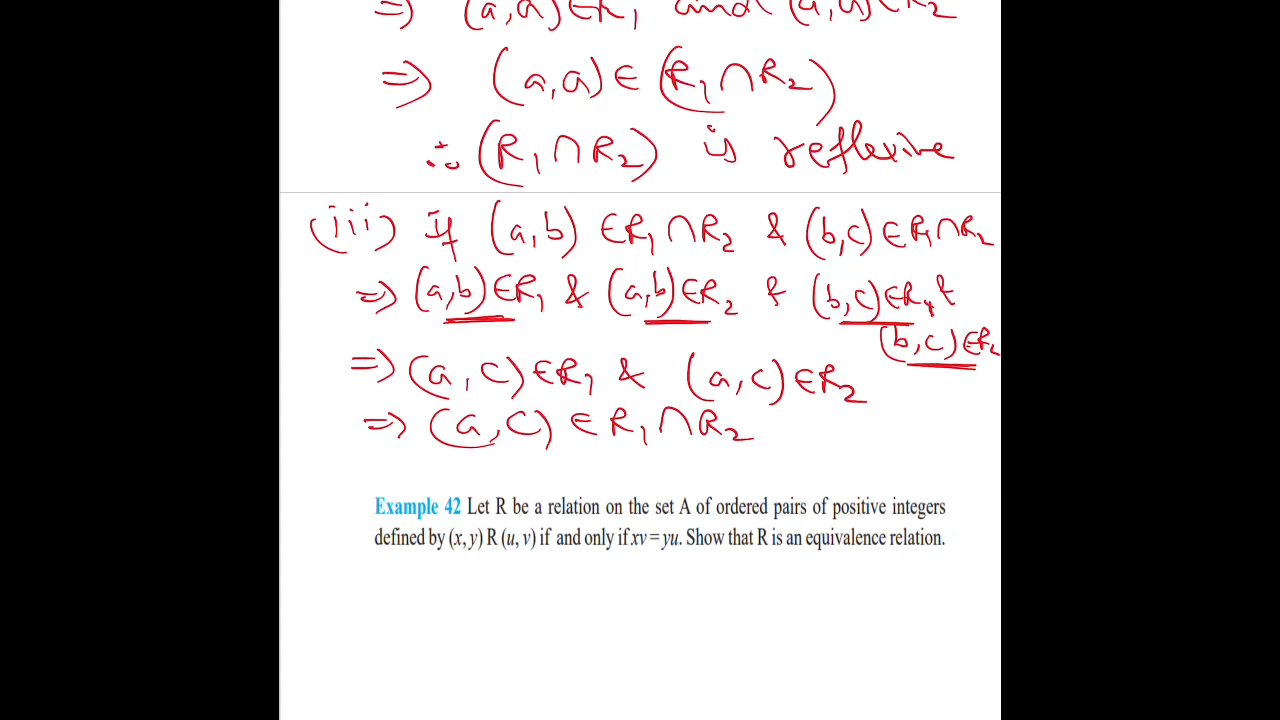 ⇒ (a,a) ∈ R₁ and (a,a) ∈ R₂
⇒ (a,a) ∈ (R₁ ∩ R₂)
∴ (R₁ ∩ R₂) is reflexive
(iii) If (a,b) ∈ R₁ ∩ R₂ & (b,c) ∈ R₁ ∩ R₂
⇒ (a,b) ∈ R₁ & (a,b) ∈ R₂ & (b,c) ∈ R₁ &
(b,c) ∈ R₂
⇒ (a,c) ∈ R₁ & (a,c) ∈ R₂
⇒ (a,c) ∈ R₁ ∩ R₂
Example 42 Let R be a relation on the set A of ordered pairs of positive integers
defined by (x, y) R (u, v) if and only if xv = yu. Show that R is an equivalence relation.